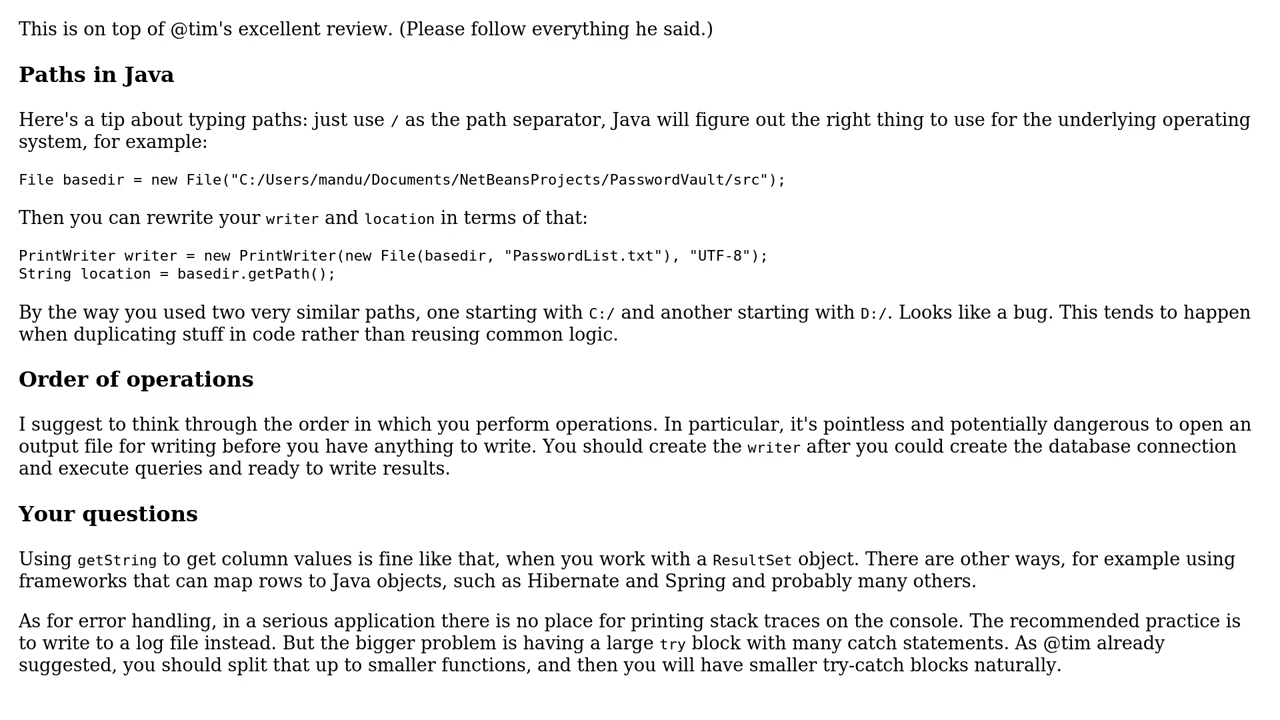 This is on top of @tim's excellent review. (Please follow everything he said.)
Paths in Java
Here's a tip about typing paths: just use / as the path separator, Java will figure out the right thing to use for the underlying operating
system, for example:
File basedir = new File("C:/Users/mandu/Documents/NetBeansProjects/PasswordVault/src");
Then you can rewrite your writer and location in terms of that:
PrintWriter writer = new PrintWriter(new File(basedir, "PasswordList.txt"), "UTF-8");
String location = basedir.getPath();
By the way you used two very similar paths, one starting with C:/ and another starting with D:/. Looks like a bug. This tends to happen
when duplicating stuff in code rather than reusing common logic.
Order of operations
I suggest to think through the order in which you perform operations. In particular, it's pointless and potentially dangerous to open an
output file for writing before you have anything to write. You should create the writer after you could create the database connection
and execute queries and ready to write results.
Your questions
Using getString to get column values is fine like that, when you work with a ResultSet object. There are other ways, for example using
frameworks that can map rows to Java objects, such as Hibernate and Spring and probably many others.
As for error handling, in a serious application there is no place for printing stack traces on the console. The recommended practice is
to write to a log file instead. But the bigger problem is having a large try block with many catch statements. As @tim already
suggested, you should split that up to smaller functions, and then you will have smaller try-catch blocks naturally.